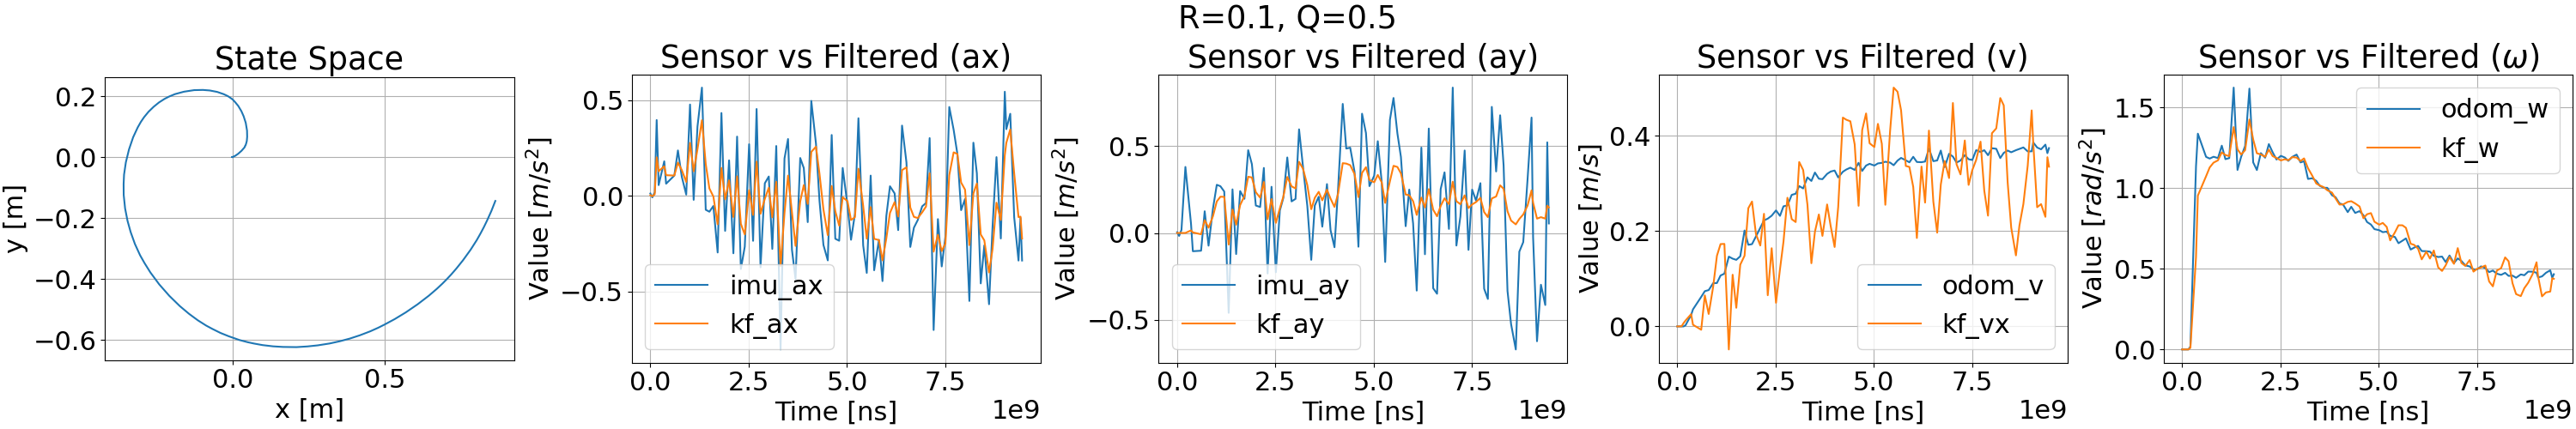 R=0.1, Q=0.5
State Space
0.2
0.0
−0.2
−0.4
−0.6
y [m]
0.0 0.5
x [m]
Sensor vs Filtered (ax)
0.5
0.0
−0.5
Value [m/s²]
imu_ax
kf_ax
0.0 2.5 5.0 7.5
Time [ns] 1e9
Sensor vs Filtered (ay)
0.5
0.0
−0.5
Value [m/s²]
imu_ay
kf_ay
0.0 2.5 5.0 7.5
Time [ns] 1e9
Sensor vs Filtered (v)
0.4
0.2
0.0
Value [m/s]
odom_v
kf_vx
0.0 2.5 5.0 7.5
Time [ns] 1e9
Sensor vs Filtered (ω)
1.5
1.0
0.5
0.0
Value [rad/s²]
odom_w
kf_w
0.0 2.5 5.0 7.5
Time [ns] 1e9